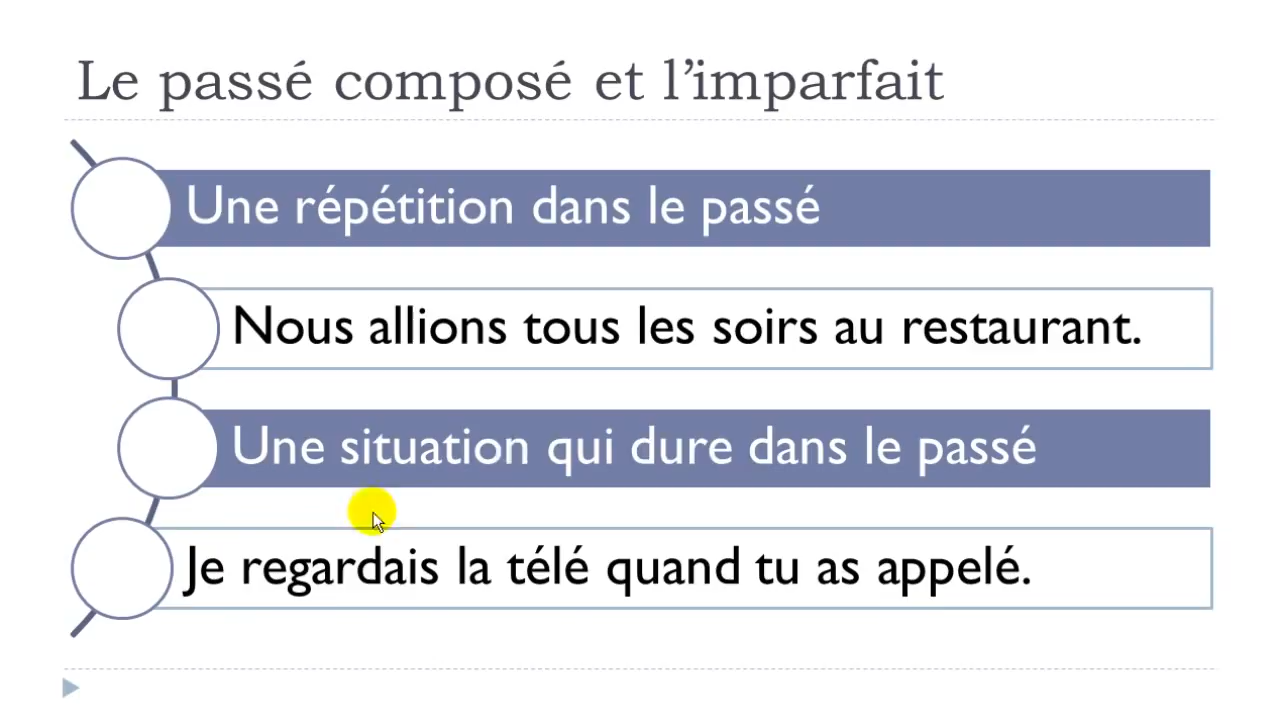 Le passé composé et l’imparfait
Une répétition dans le passé
Nous allions tous les soirs au restaurant.
Une situation qui dure dans le passé
Je regardais la télé quand tu as appelé.